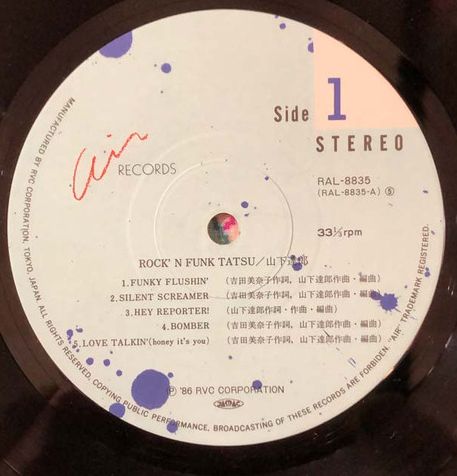 Side 1
STEREO
Air RECORDS
RAL-8835
(RAL-8835-A) Ⓢ
33⅓rpm
ROCK' N FUNK TATSU／山下達郎
1.FUNKY FLUSHIN' (吉田美奈子作詞, 山下達郎作曲・編曲)
2.SILENT SCREAMER (吉田美奈子作詞, 山下達郎作曲・編曲)
3.HEY REPORTER! (山下達郎作詞・作曲・編曲)
4.BOMBER (吉田美奈子作詞, 山下達郎作曲・編曲)
5.LOVE TALKIN'(honey it's you) (吉田美奈子作詞, 山下達郎作曲・編曲)
Ⓟ '86 RVC CORPORATION
JASRAC
MANUFACTURED BY RVC CORPORATION, TOKYO, JAPAN. ALL RIGHTS RESERVED. COPYING PUBLIC PERFORMANCE, BROADCASTING OF THESE RECORDS ARE FORBIDDEN. "AIR" TRADEMARK REGISTERED.